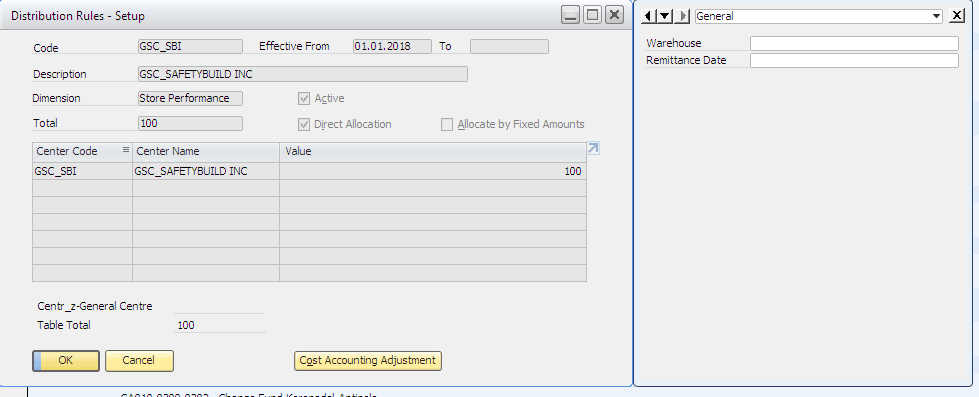 Distribution Rules - Setup
Code GSC_SBI Effective From 01.01.2018 To
Description GSC_SAFETYBUILD INC
Dimension Store Performance Active
Total 100 Direct Allocation Allocate by Fixed Amounts
Center Code Center Name Value
GSC_SBI GSC_SAFETYBUILD INC 100
Centr_z-General Centre
Table Total 100
OK Cancel Cost Accounting Adjustment
General
Warehouse
Remittance Date